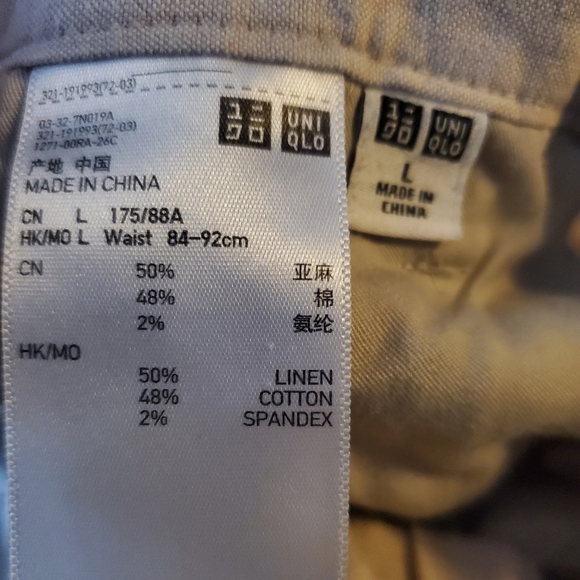 321-191993(72-03)
03-32-7N019A
321-191993(72-03)
1271-00RA-26C
ユニ
クロ
UNI
QLO
产地 中国
MADE IN CHINA
CN L 175/88A
HK/MO L Waist 84-92cm
CN 50% 亚麻
48% 棉
2% 氨纶
HK/MO
50% LINEN
48% COTTON
2% SPANDEX
ユニ
クロ
UNI
QLO
L
MADE IN
CHINA